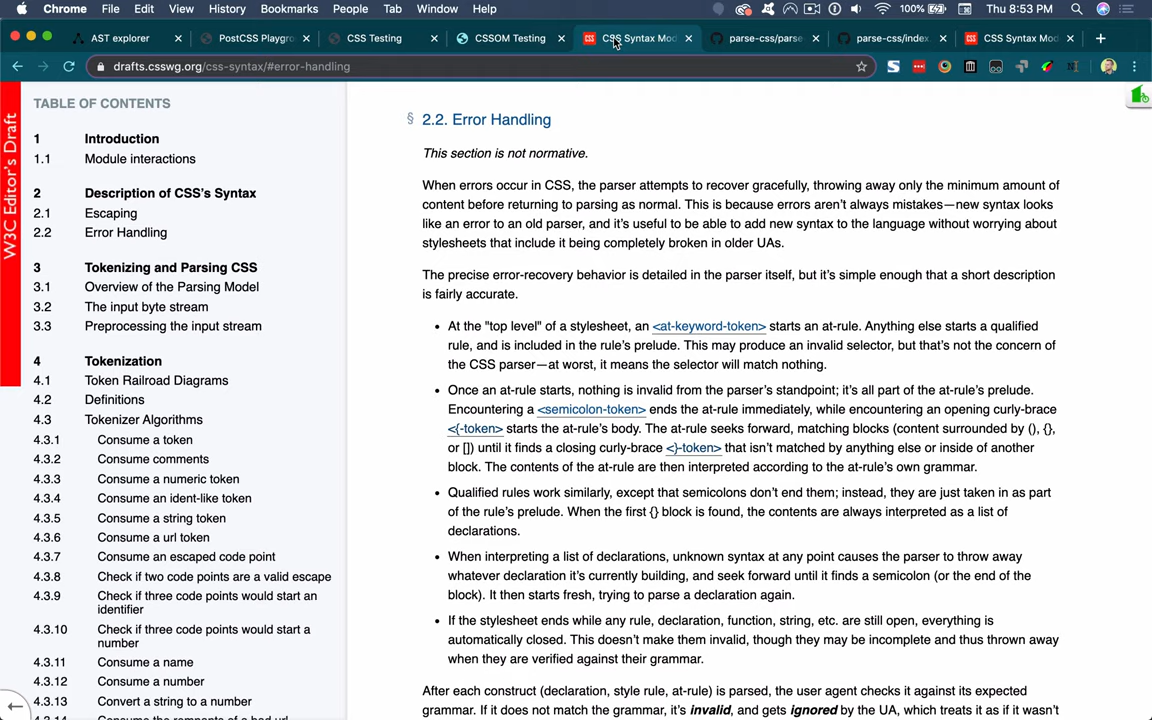 Chrome File Edit View History Bookmarks People Tab Window Help 100% Thu 8:53 PM
AST explorer PostCSS Playgro CSS Testing CSSOM Testing CSS CSS Syntax Mod parse-css/parse parse-css/index. CSS CSS Syntax Mod
drafts.csswg.org/css-syntax/#error-handling
W3C Editor's Draft
TABLE OF CONTENTS
1 Introduction
1.1 Module interactions
2 Description of CSS's Syntax
2.1 Escaping
2.2 Error Handling
3 Tokenizing and Parsing CSS
3.1 Overview of the Parsing Model
3.2 The input byte stream
3.3 Preprocessing the input stream
4 Tokenization
4.1 Token Railroad Diagrams
4.2 Definitions
4.3 Tokenizer Algorithms
4.3.1 Consume a token
4.3.2 Consume comments
4.3.3 Consume a numeric token
4.3.4 Consume an ident-like token
4.3.5 Consume a string token
4.3.6 Consume a url token
4.3.7 Consume an escaped code point
4.3.8 Check if two code points are a valid escape
4.3.9 Check if three code points would start an
identifier
4.3.10 Check if three code points would start a
number
4.3.11 Consume a name
4.3.12 Consume a number
4.3.13 Convert a string to a number
4.3.14 Consume the remnants of a bad url
§ 2.2. Error Handling
This section is not normative.
When errors occur in CSS, the parser attempts to recover gracefully, throwing away only the minimum amount of
content before returning to parsing as normal. This is because errors aren't always mistakes—new syntax looks
like an error to an old parser, and it's useful to be able to add new syntax to the language without worrying about
stylesheets that include it being completely broken in older UAs.
The precise error-recovery behavior is detailed in the parser itself, but it's simple enough that a short description
is fairly accurate.
• At the "top level" of a stylesheet, an <at-keyword-token> starts an at-rule. Anything else starts a qualified
rule, and is included in the rule's prelude. This may produce an invalid selector, but that's not the concern of
the CSS parser—at worst, it means the selector will match nothing.
• Once an at-rule starts, nothing is invalid from the parser's standpoint; it's all part of the at-rule's prelude.
Encountering a <semicolon-token> ends the at-rule immediately, while encountering an opening curly-brace
<{-token> starts the at-rule's body. The at-rule seeks forward, matching blocks (content surrounded by (), {},
or []) until it finds a closing curly-brace <}-token> that isn't matched by anything else or inside of another
block. The contents of the at-rule are then interpreted according to the at-rule's own grammar.
• Qualified rules work similarly, except that semicolons don't end them; instead, they are just taken in as part
of the rule's prelude. When the first {} block is found, the contents are always interpreted as a list of
declarations.
• When interpreting a list of declarations, unknown syntax at any point causes the parser to throw away
whatever declaration it's currently building, and seek forward until it finds a semicolon (or the end of the
block). It then starts fresh, trying to parse a declaration again.
• If the stylesheet ends while any rule, declaration, function, string, etc. are still open, everything is
automatically closed. This doesn't make them invalid, though they may be incomplete and thus thrown away
when they are verified against their grammar.
After each construct (declaration, style rule, at-rule) is parsed, the user agent checks it against its expected
grammar. If it does not match the grammar, it's invalid, and gets ignored by the UA, which treats it as if it wasn't